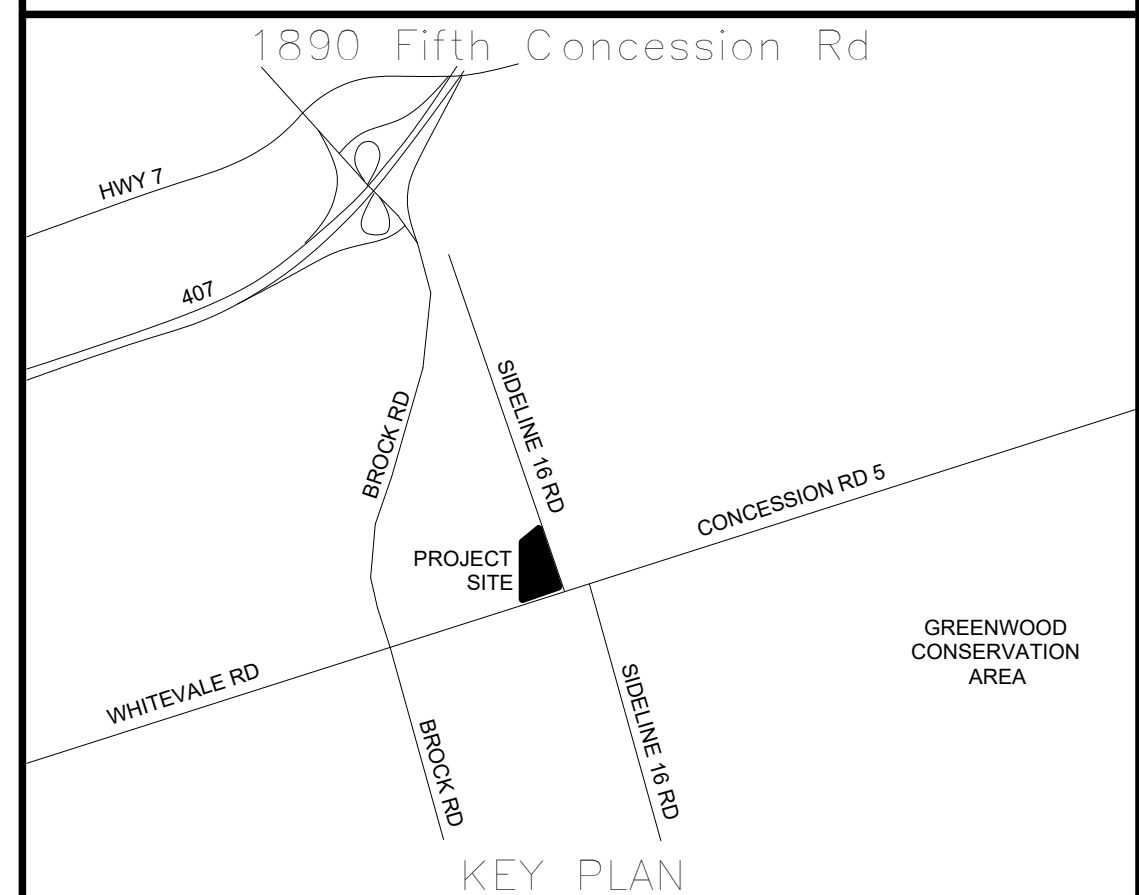 1890 Fifth Concession Rd
HWY 7
407
BROCK RD
SIDELINE 16 RD
CONCESSION RD 5
PROJECT
SITE
GREENWOOD
CONSERVATION
AREA
WHITEVALE RD
BROCK RD
SIDELINE 16 RD
KEY PLAN